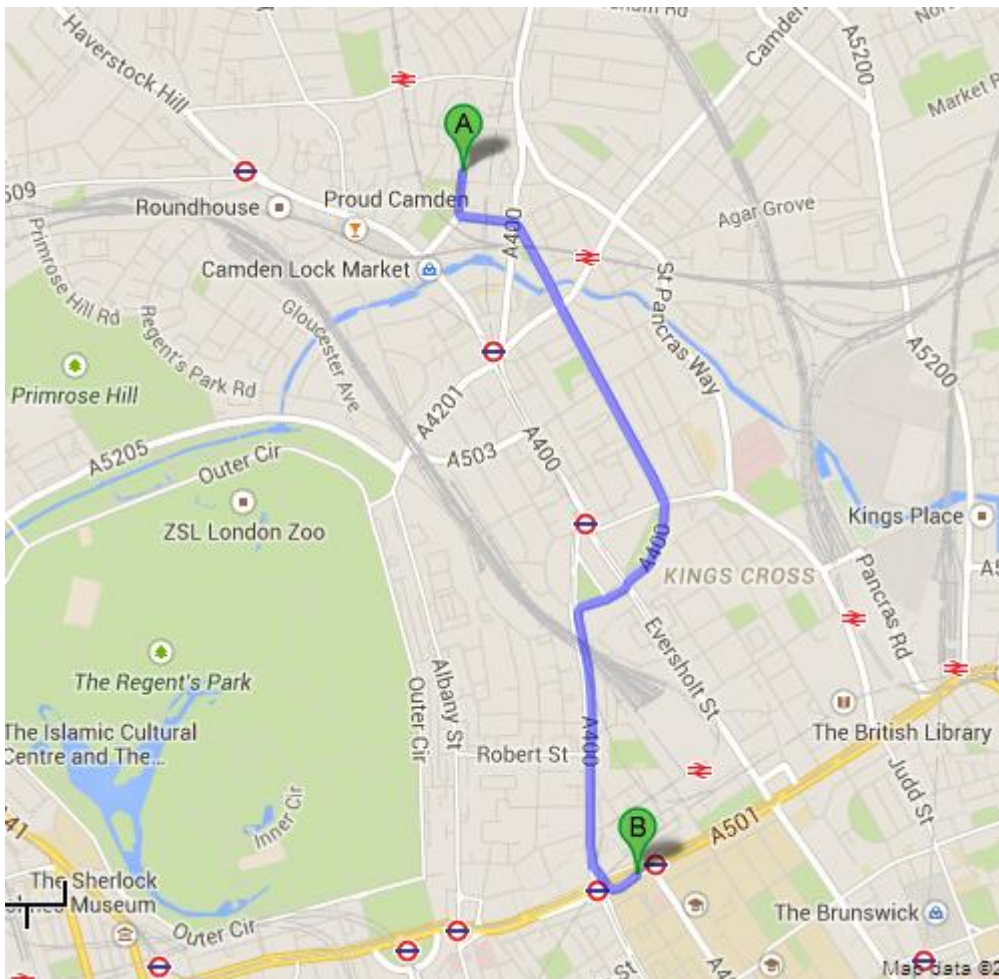 Haverstock Hill
Camden
A5200
Market R
A
509
Roundhouse
Proud Camden
A400
Agar Grove
Camden Lock Market
St Pancras Way
Primrose Hill Rd
Regent's Park Rd
Gloucester Ave
A5200
Primrose Hill
A4201
A400
A503
A5205
Outer Cir
ZSL London Zoo
Kings Place
A400
KINGS CROSS
Pancras Rd
The Regent's Park
Albany St
Outer Cir
Eversholt St
The Islamic Cultural
Centre and The...
A400
Robert St
The British Library
Judd St
Inner Cir
B
A501
41
The Sherlock
Museum
Outer Cir
The Brunswick
St
Map data ©2